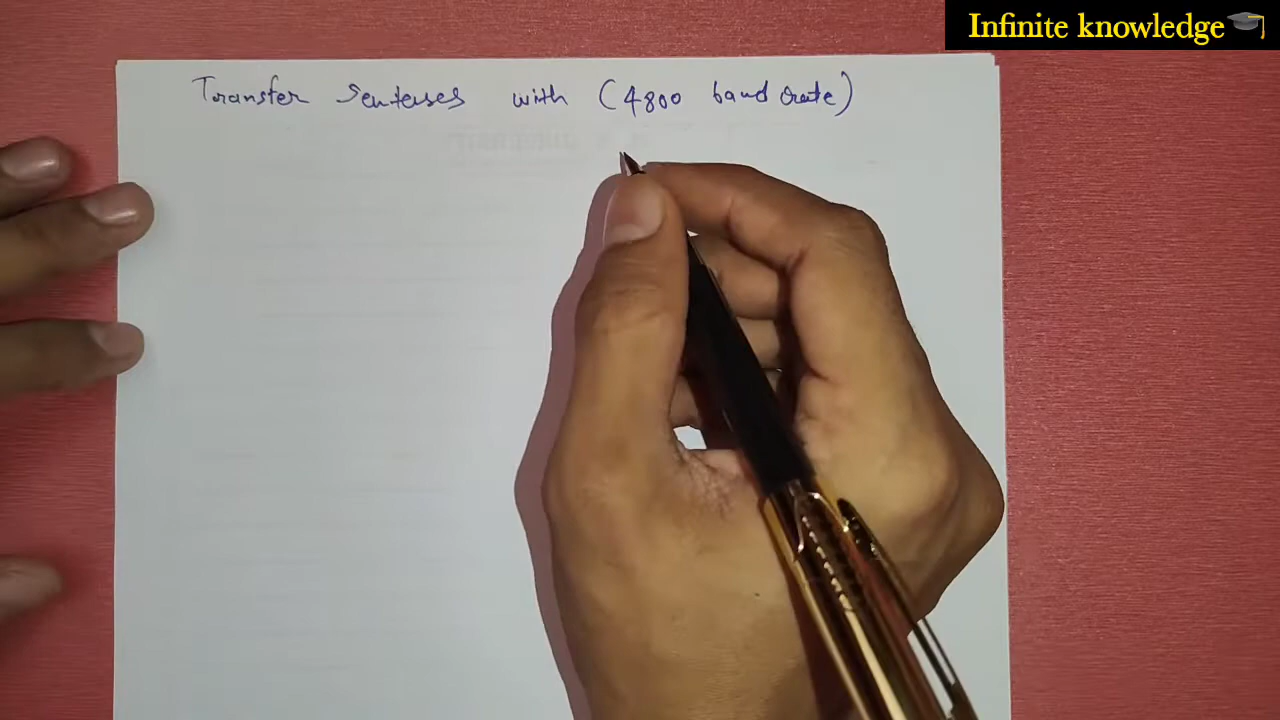 Infinite knowledge
Transfer sentenses with (4800 baud rate)